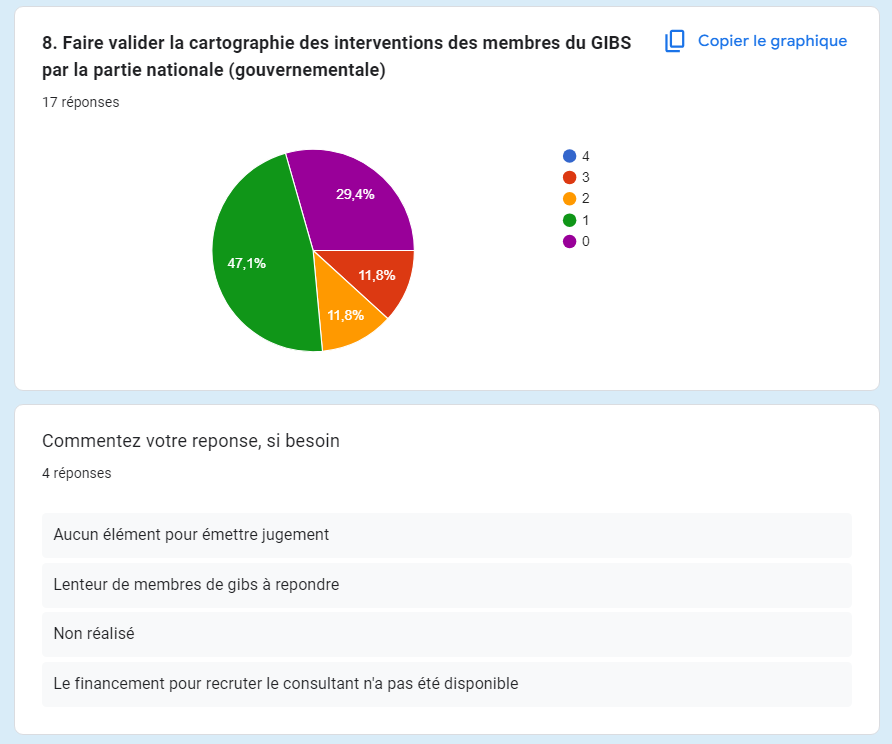 8. Faire valider la cartographie des interventions des membres du GIBS
par la partie nationale (gouvernementale)
Copier le graphique
17 réponses
29,4%
47,1%
11,8%
11,8%
4
3
2
1
0
Commentez votre reponse, si besoin
4 réponses
Aucun élément pour émettre jugement
Lenteur de membres de gibs à repondre
Non réalisé
Le financement pour recruter le consultant n'a pas été disponible